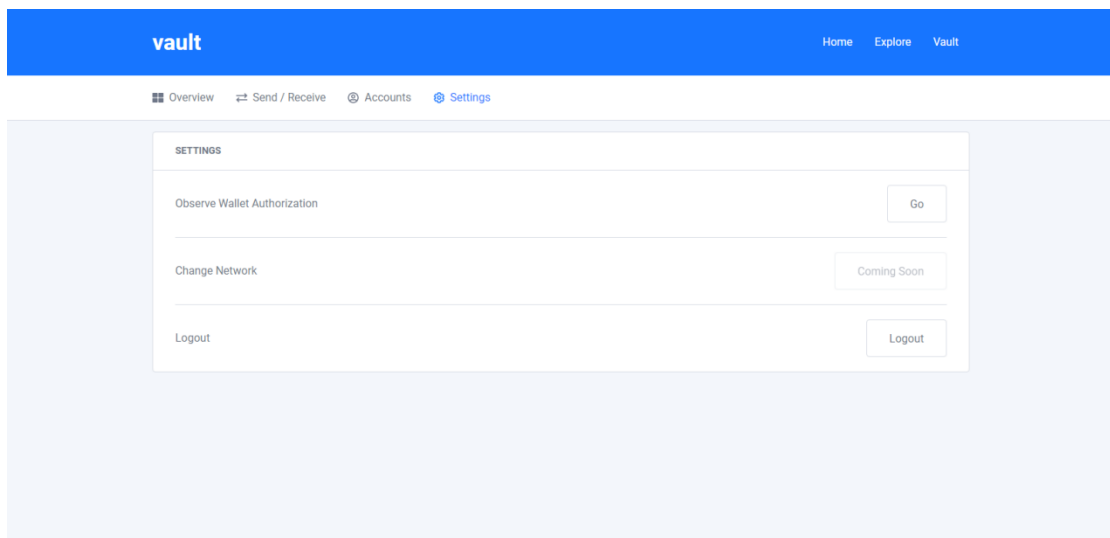 vault
Home Explore Vault
Overview Send / Receive Accounts Settings
SETTINGS
Observe Wallet Authorization Go
Change Network Coming Soon
Logout Logout